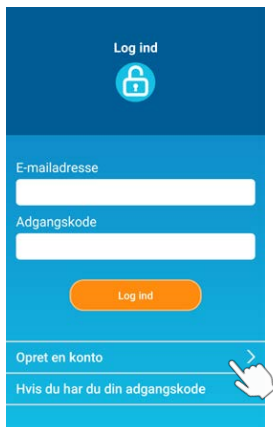 Log ind
E-mailadresse
Adgangskode
Log ind
Opret en konto
Hvis du har du din adgangskode